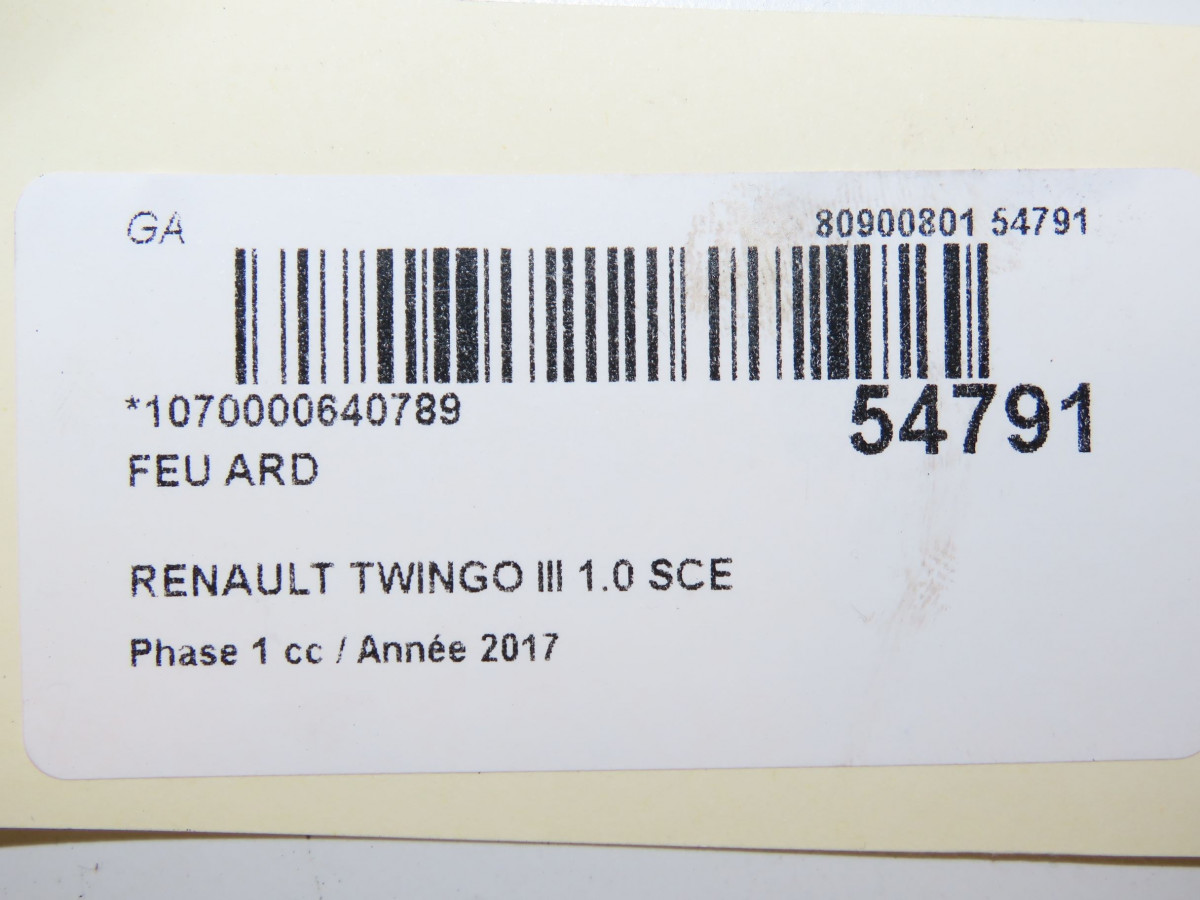 GA
80900801 54791
*1070000640789
54791
FEU ARD
RENAULT TWINGO III 1.0 SCE
Phase 1 cc / Année 2017